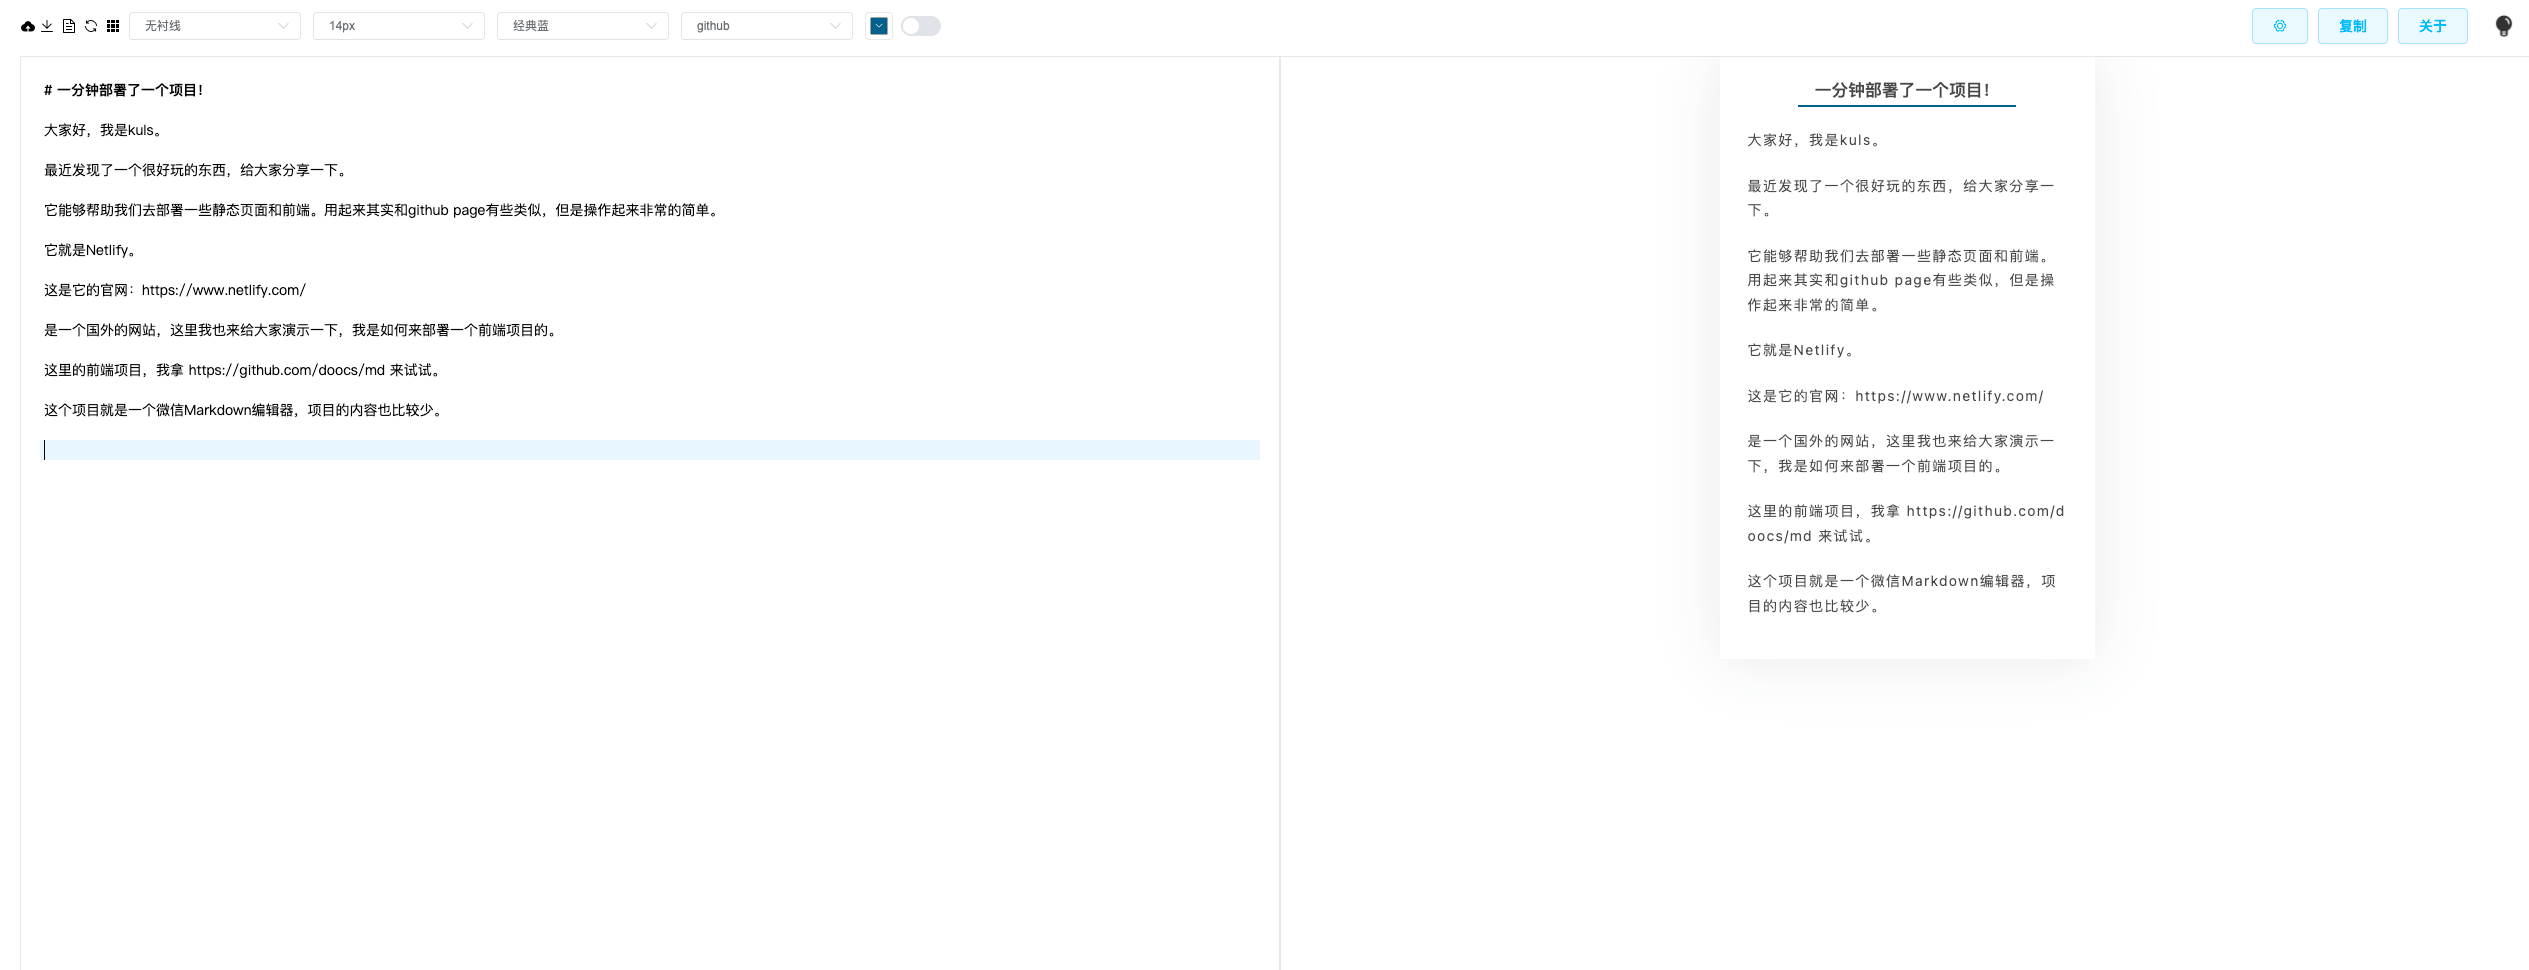 无衬线 14px 经典蓝 github 复制 关于
# 一分钟部署了一个项目！
大家好，我是kuls。
最近发现了一个很好玩的东西，给大家分享一下。
它能够帮助我们去部署一些静态页面和前端。用起来其实和github page有些类似，但是操作起来非常的简单。
它就是Netlify。
这是它的官网：https://www.netlify.com/
是一个国外的网站，这里我也来给大家演示一下，我是如何来部署一个前端项目的。
这里的前端项目，我拿 https://github.com/doocs/md 来试试。
这个项目就是一个微信Markdown编辑器，项目的内容也比较少。
一分钟部署了一个项目！
大家好，我是kuls。
最近发现了一个很好玩的东西，给大家分享一
下。
它能够帮助我们去部署一些静态页面和前端。
用起来其实和github page有些类似，但是操
作起来非常的简单。
它就是Netlify。
这是它的官网：https://www.netlify.com/
是一个国外的网站，这里我也来给大家演示一
下，我是如何来部署一个前端项目的。
这里的前端项目，我拿 https://github.com/d
oocs/md 来试试。
这个项目就是一个微信Markdown编辑器，项
目的内容也比较少。